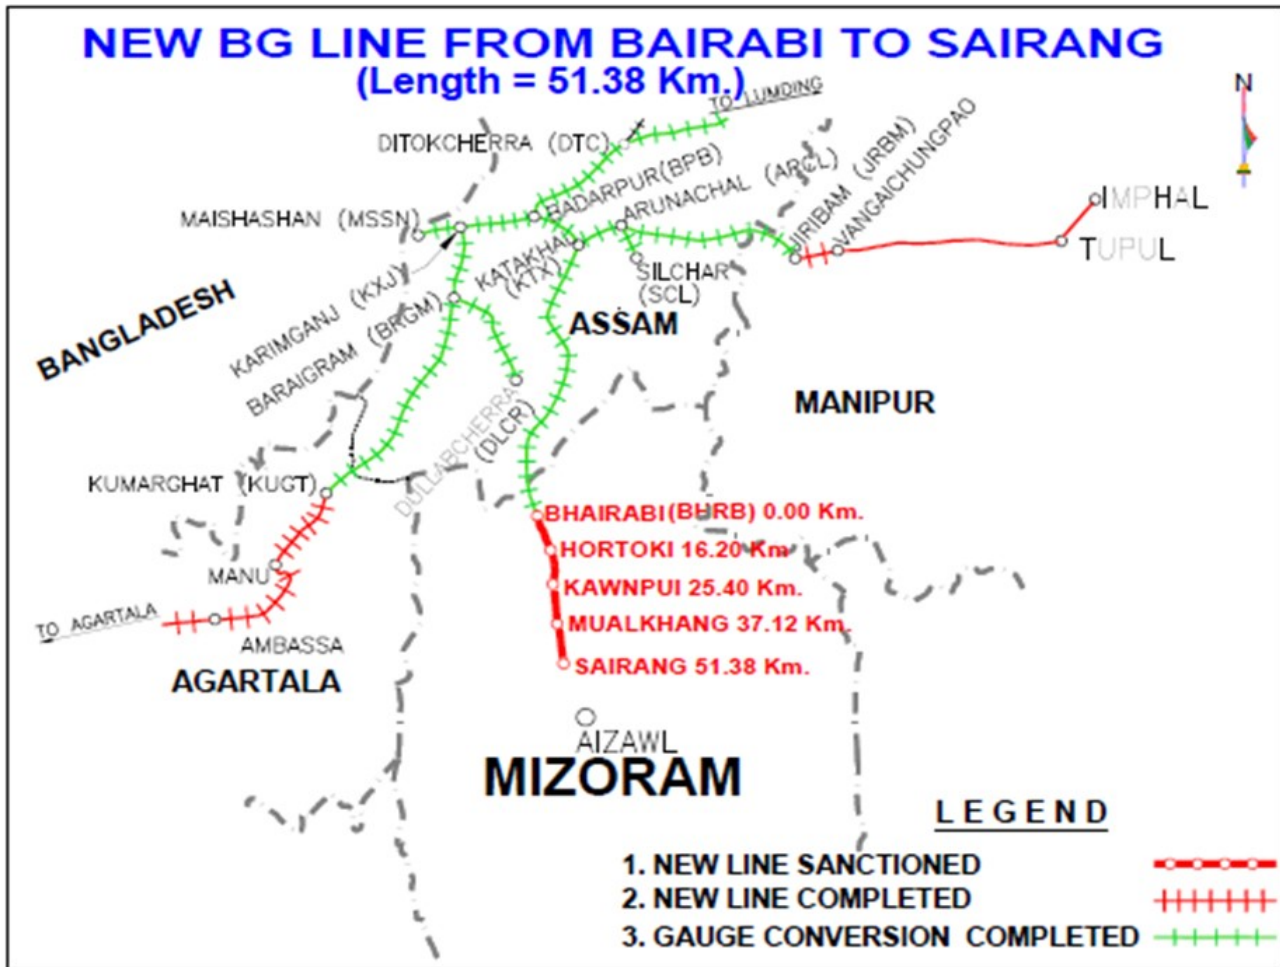 NEW BG LINE FROM BAIRABI TO SAIRANG
(Length = 51.38 Km.)
N
TO LUMDING
DITOKCHERRA (DTC)
BADARPUR(BPB)
ARUNACHAL (ARCL)
JIRIBAM (JRBM)
VANGAICHUNGPAO
MAISHASHAN (MSSN)
IMPHAL
TUPUL
KATAKHAL
(KTX)
SILCHAR
(SCL)
KARIMGANJ (KXJ)
BARAIGRAM (BRGM)
BANGLADESH
ASSAM
MANIPUR
DULLABCHERRA
(DLCR)
KUMARGHAT (KUGT)
BHAIRABI(BHRB) 0.00 Km.
HORTOKI 16.20 Km
MANU
KAWNPUI 25.40 Km.
TO AGARTALA
MUALKHANG 37.12 Km.
AMBASSA
SAIRANG 51.38 Km.
AGARTALA
AIZAWL
MIZORAM
LEGEND
1. NEW LINE SANCTIONED
2. NEW LINE COMPLETED
3. GAUGE CONVERSION COMPLETED